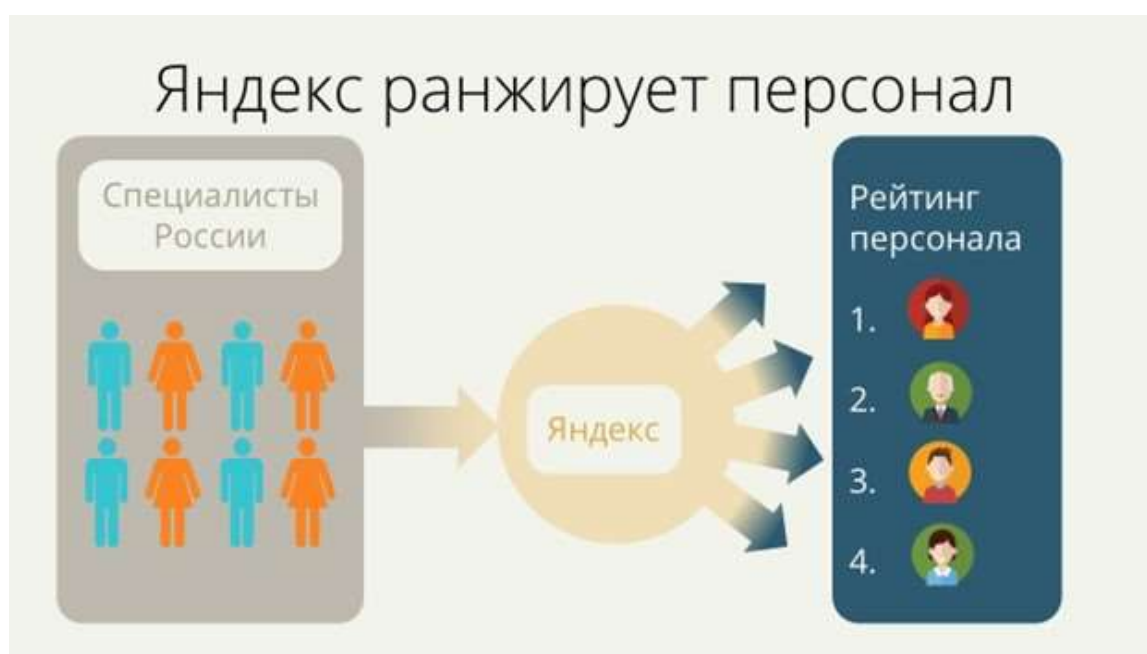 Яндекс ранжирует персонал
Специалисты
России
Яндекс
Рейтинг
персонала
1.
2.
3.
4.